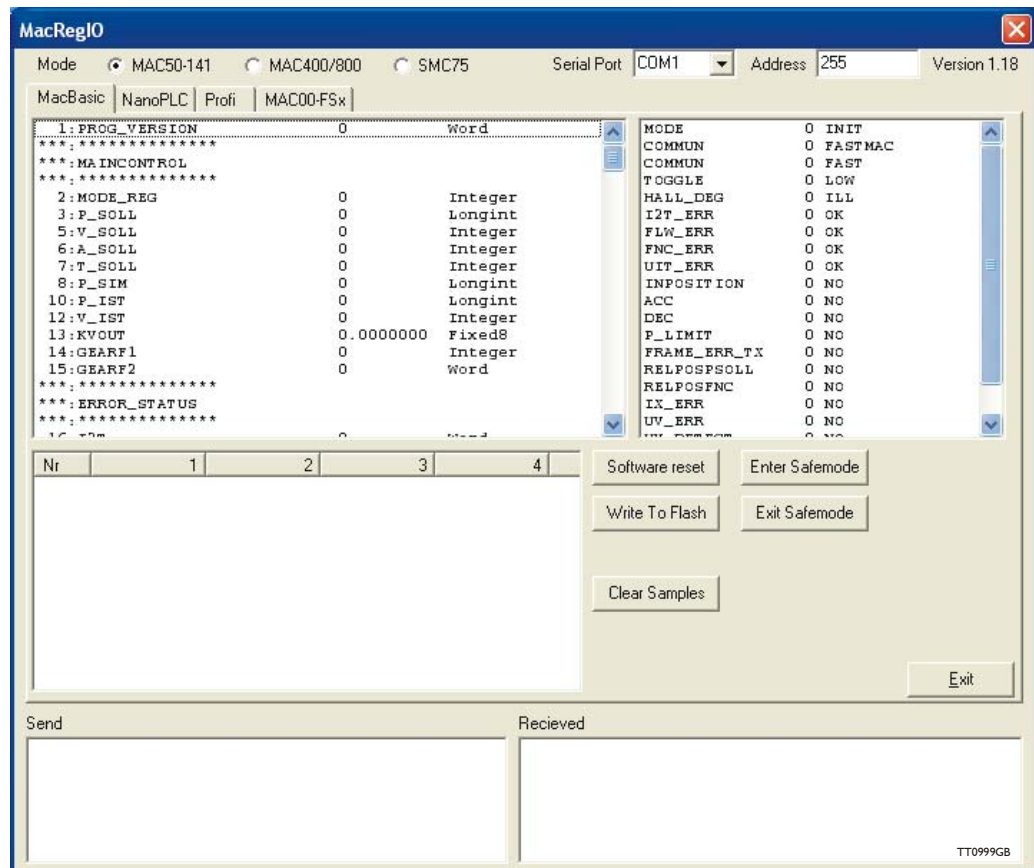 MacRegIO
Mode MAC50-141 MAC400/800 SMC75 Serial Port COM1 Address 255 Version 1.18
MacBasic NanoPLC Profi MAC00-FSx
1:PROG_VERSION 0 Word
***:**************
***:MAINCONTROL
***:**************
2:MODE_REG 0 Integer
3:P_SOLL 0 Longint
5:V_SOLL 0 Integer
6:A_SOLL 0 Integer
7:T_SOLL 0 Integer
8:P_SIM 0 Longint
10:P_IST 0 Longint
12:V_IST 0 Integer
13:KVOUT 0.0000000 Fixed8
14:GEARF1 0 Integer
15:GEARF2 0 Word
***:**************
***:ERROR_STATUS
***:**************
MODE 0 INIT
COMMUN 0 FASTMAC
COMMUN 0 FAST
TOGGLE 0 LOW
HALL_DEG 0 ILL
I2T_ERR 0 OK
FLW_ERR 0 OK
FNC_ERR 0 OK
UIT_ERR 0 OK
INPOSITION 0 NO
ACC 0 NO
DEC 0 NO
P_LIMIT 0 NO
FRAME_ERR_TX 0 NO
RELPOSPSOLL 0 NO
RELPOSFNC 0 NO
IX_ERR 0 NO
UV_ERR 0 NO
Nr 1 2 3 4
Software reset Enter Safemode
Write To Flash Exit Safemode
Clear Samples
Exit
Send Recieved
TT0999GB